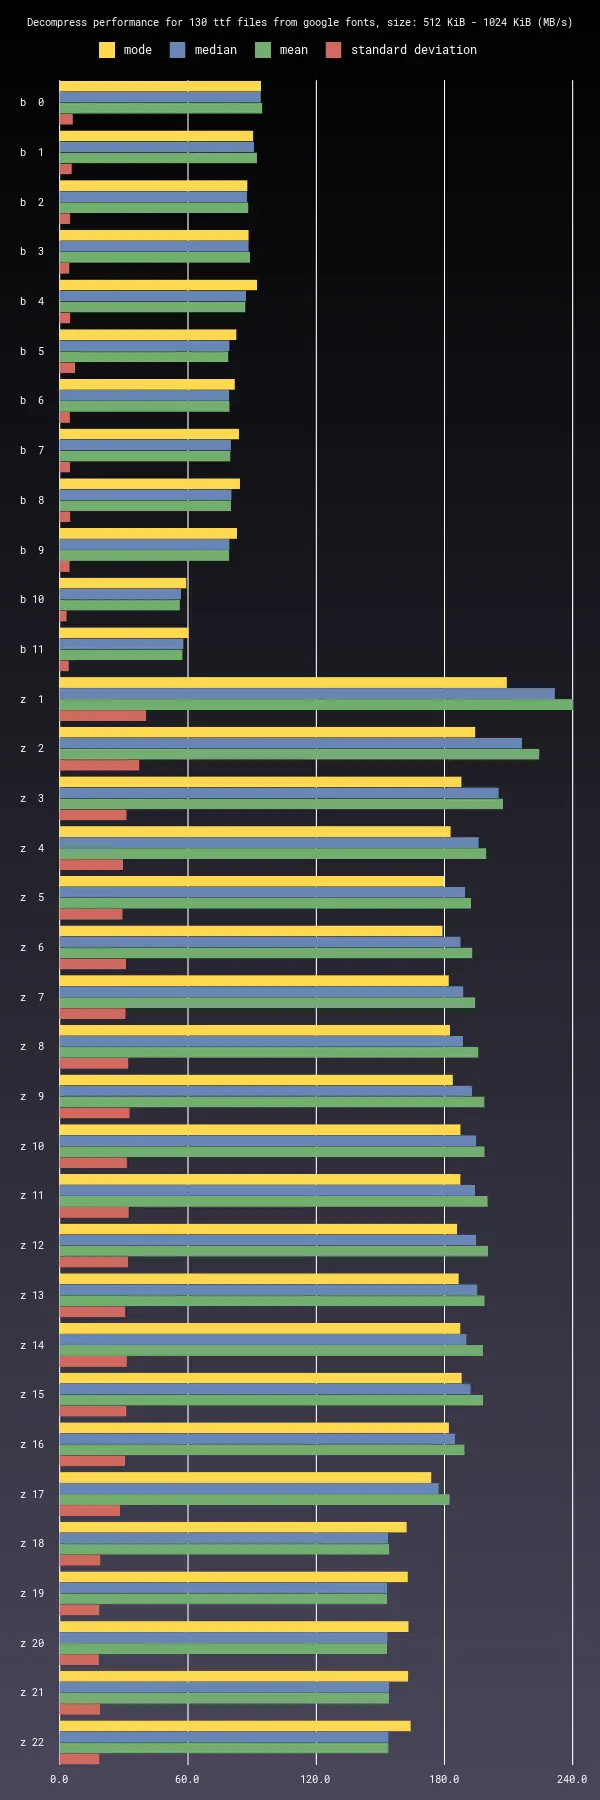 Decompress performance for 130 ttf files from google fonts, size: 512 KiB - 1024 KiB (MB/s)
mode median mean standard deviation
b 0
b 1
b 2
b 3
b 4
b 5
b 6
b 7
b 8
b 9
b 10
b 11
z 1
z 2
z 3
z 4
z 5
z 6
z 7
z 8
z 9
z 10
z 11
z 12
z 13
z 14
z 15
z 16
z 17
z 18
z 19
z 20
z 21
z 22
0.0 60.0 120.0 180.0 240.0